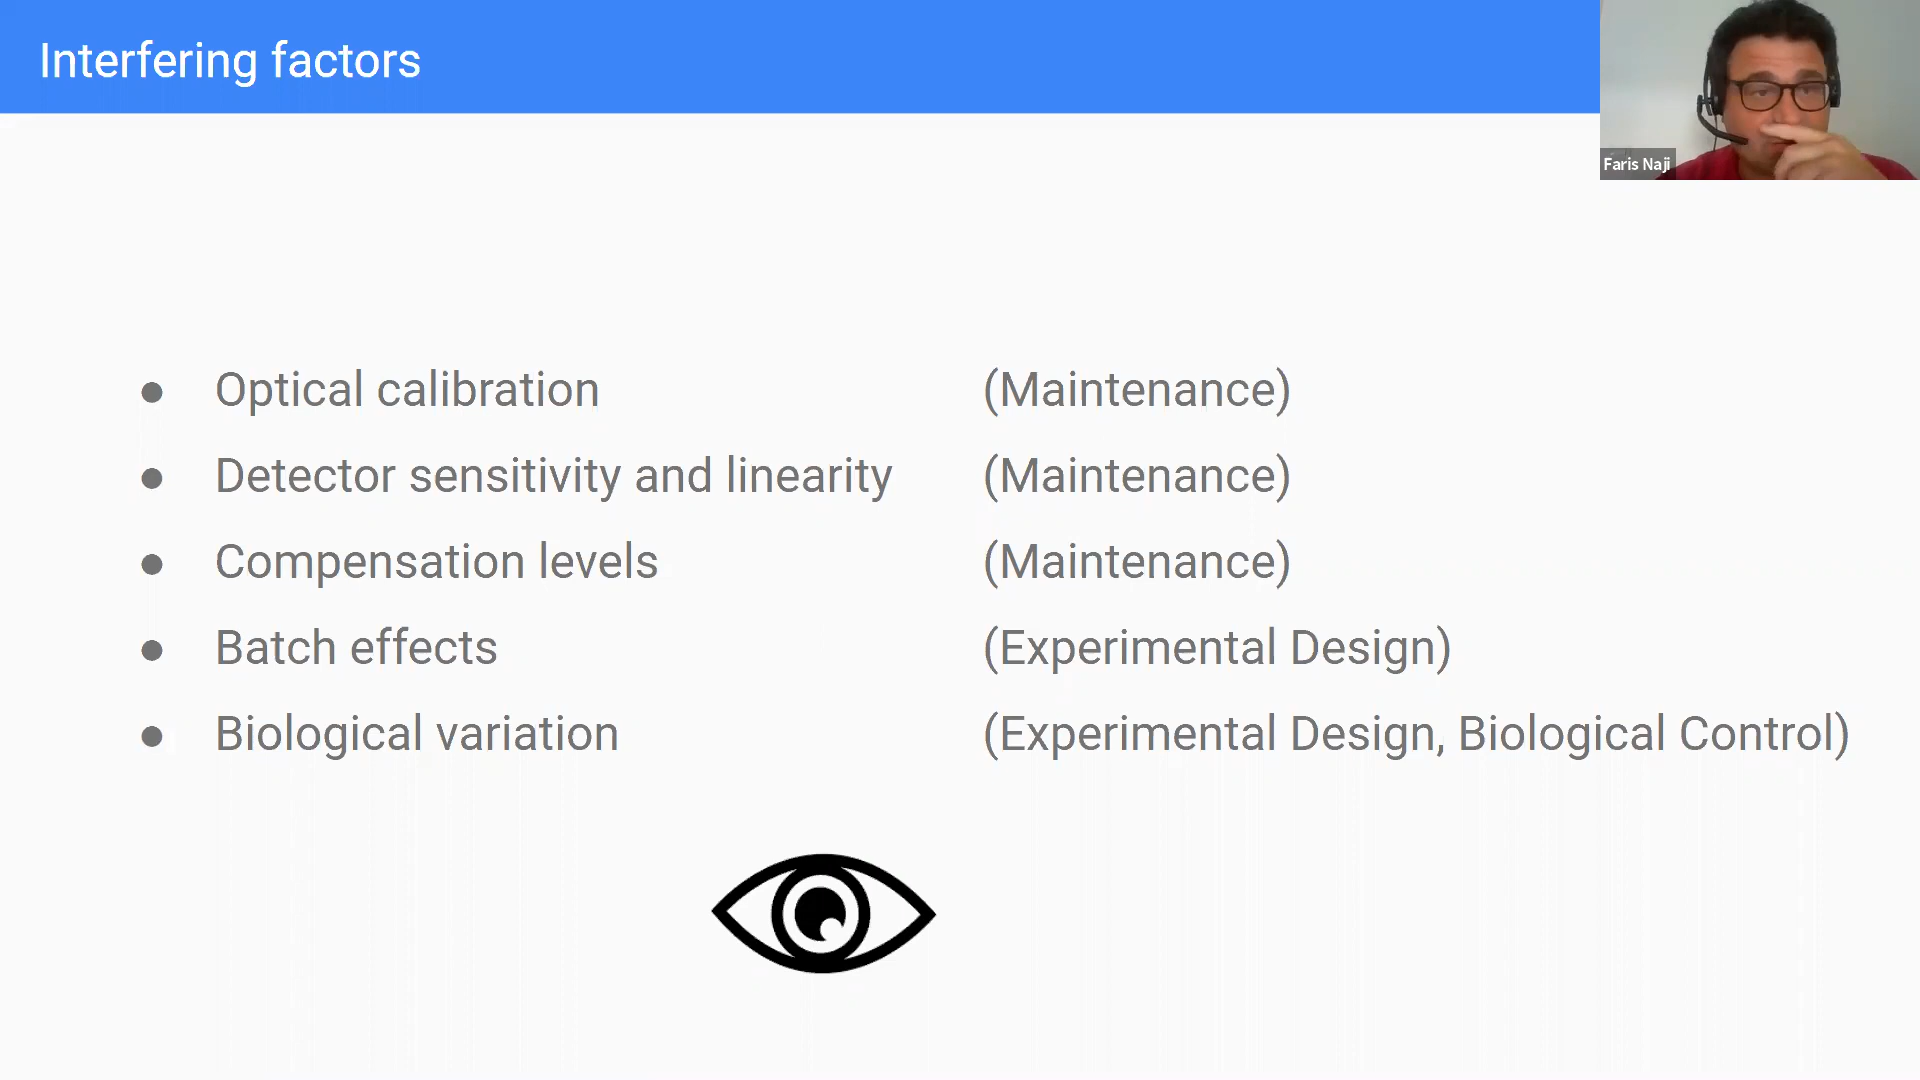 Interfering factors
Faris Naji
● Optical calibration (Maintenance)
● Detector sensitivity and linearity (Maintenance)
● Compensation levels (Maintenance)
● Batch effects (Experimental Design)
● Biological variation (Experimental Design, Biological Control)